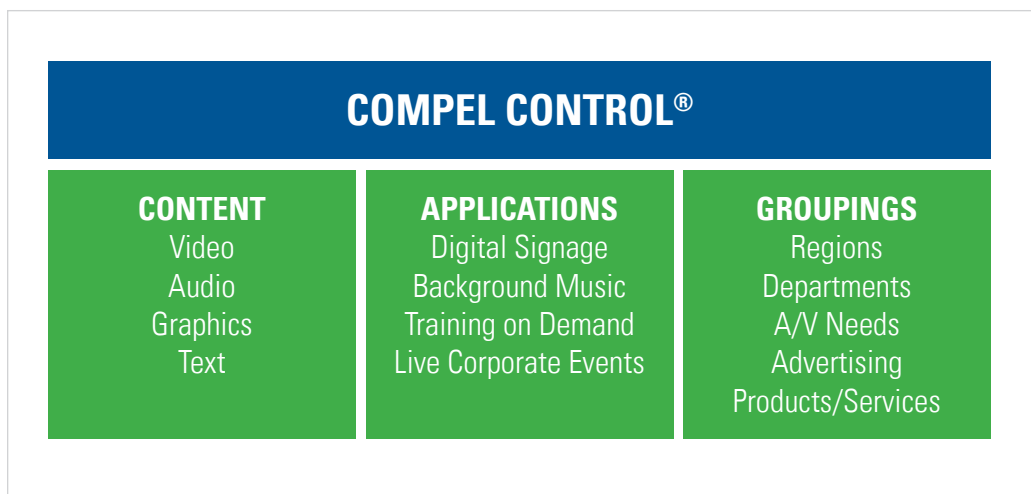 COMPEL CONTROL®
CONTENT
Video
Audio
Graphics
Text
APPLICATIONS
Digital Signage
Background Music
Training on Demand
Live Corporate Events
GROUPINGS
Regions
Departments
A/V Needs
Advertising
Products/Services